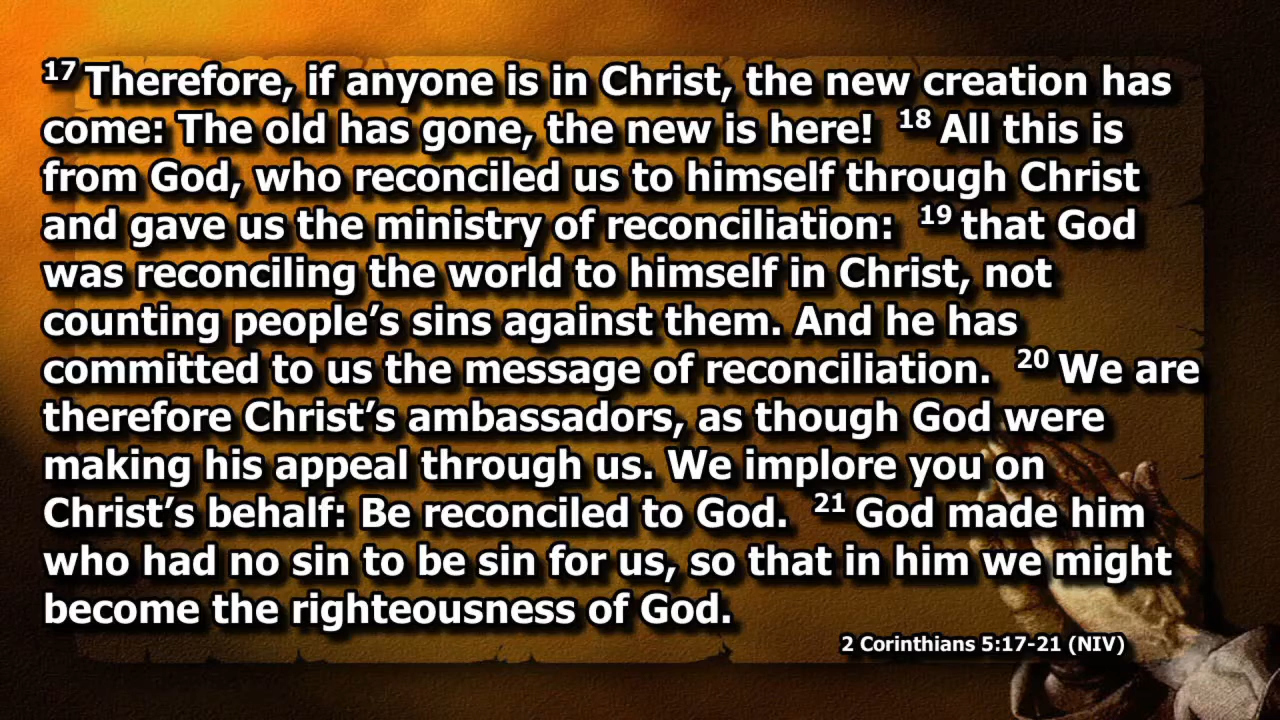 17 Therefore, if anyone is in Christ, the new creation has
come: The old has gone, the new is here! 18 All this is
from God, who reconciled us to himself through Christ
and gave us the ministry of reconciliation: 19 that God
was reconciling the world to himself in Christ, not
counting people’s sins against them. And he has
committed to us the message of reconciliation. 20 We are
therefore Christ’s ambassadors, as though God were
making his appeal through us. We implore you on
Christ’s behalf: Be reconciled to God. 21 God made him
who had no sin to be sin for us, so that in him we might
become the righteousness of God.
2 Corinthians 5:17-21 (NIV)